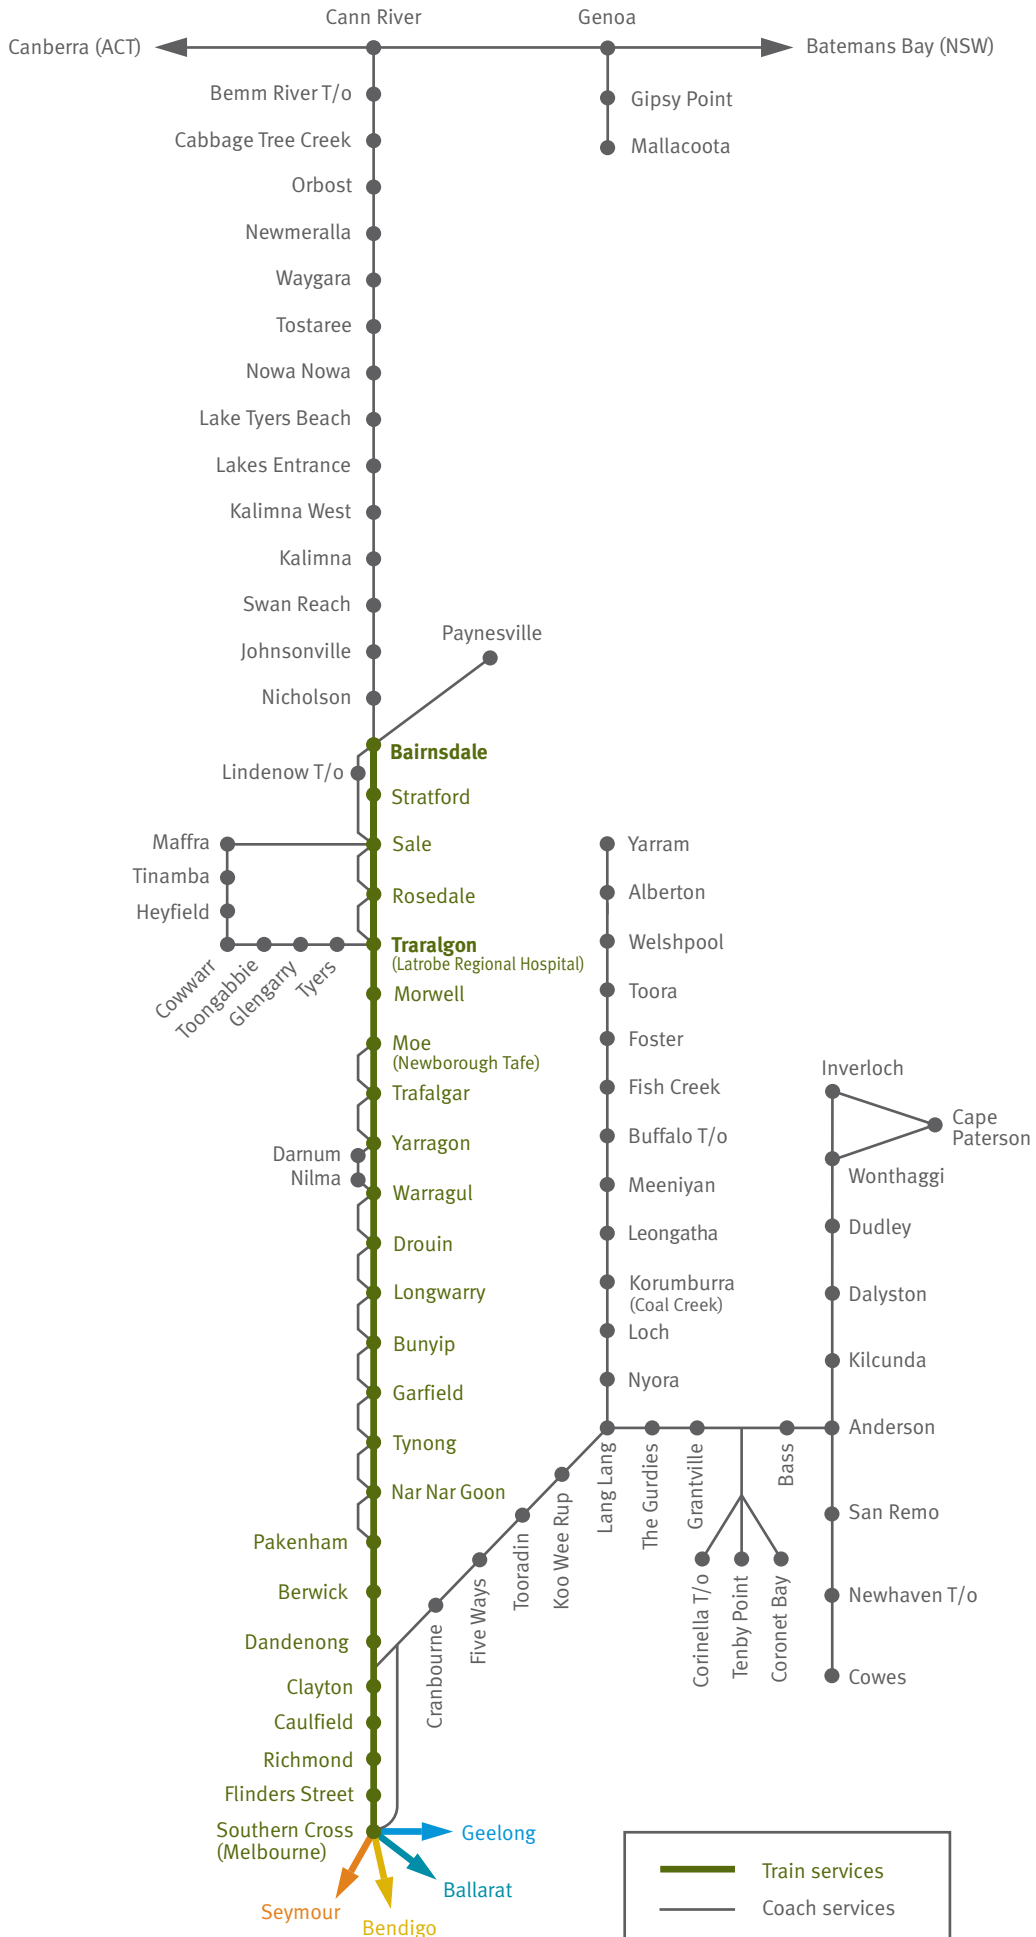 Cann River
Genoa
Canberra (ACT)
Batemans Bay (NSW)
Bemm River T/o
Gipsy Point
Cabbage Tree Creek
Mallacoota
Orbost
Newmeralla
Waygara
Tostaree
Nowa Nowa
Lake Tyers Beach
Lakes Entrance
Kalimna West
Kalimna
Swan Reach
Johnsonville
Paynesville
Nicholson
Bairnsdale
Lindenow T/o
Stratford
Maffra
Sale
Tinamba
Rosedale
Heyfield
Traralgon
(Latrobe Regional Hospital)
Cowwarr
Toongabbie
Glengarry
Tyers
Morwell
Moe
(Newborough Tafe)
Trafalgar
Yarragon
Darnum
Nilma
Warragul
Drouin
Longwarry
Bunyip
Garfield
Tynong
Nar Nar Goon
Pakenham
Berwick
Dandenong
Clayton
Caulfield
Richmond
Flinders Street
Southern Cross
(Melbourne)
Yarram
Alberton
Welshpool
Toora
Foster
Fish Creek
Buffalo T/o
Meeniyan
Leongatha
Korumburra
(Coal Creek)
Loch
Nyora
Inverloch
Cape
Paterson
Wonthaggi
Dudley
Dalyston
Kilcunda
Anderson
San Remo
Newhaven T/o
Cowes
Cranbourne
Five Ways
Tooradin
Koo Wee Rup
Lang Lang
The Gurdies
Grantville
Bass
Corinella T/o
Tenby Point
Coronet Bay
Geelong
Ballarat
Seymour
Bendigo
Train services
Coach services